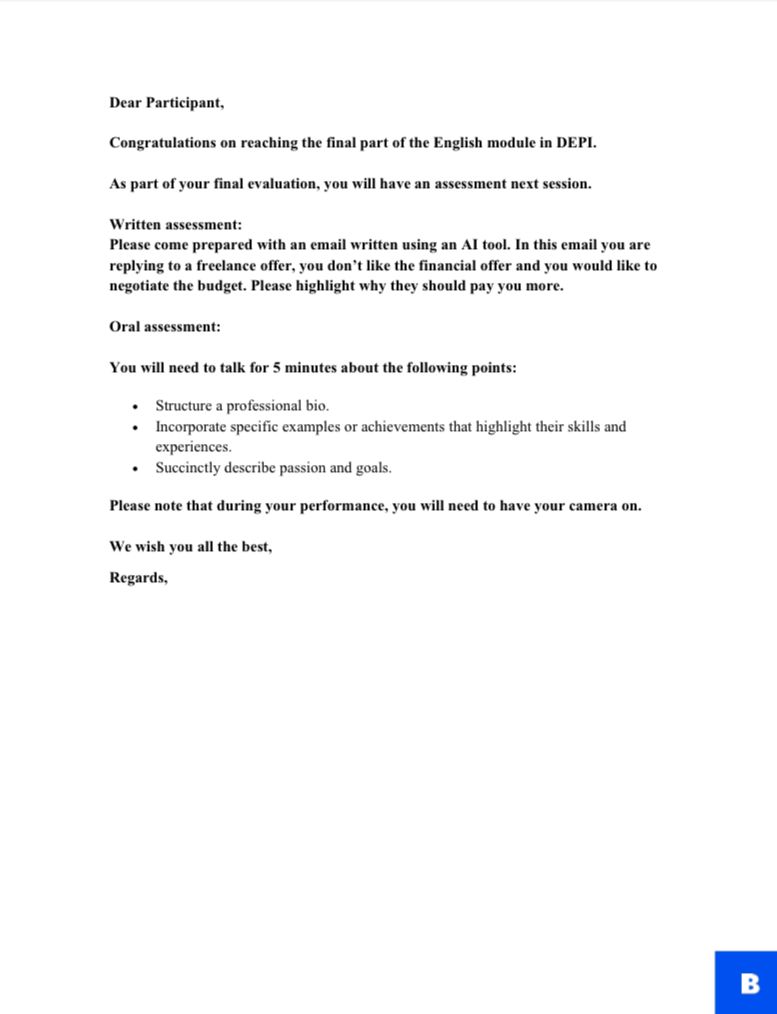 Dear Participant,
Congratulations on reaching the final part of the English module in DEPI.
As part of your final evaluation, you will have an assessment next session.
Written assessment:
Please come prepared with an email written using an AI tool. In this email you are
replying to a freelance offer, you don’t like the financial offer and you would like to
negotiate the budget. Please highlight why they should pay you more.
Oral assessment:
You will need to talk for 5 minutes about the following points:
• Structure a professional bio.
• Incorporate specific examples or achievements that highlight their skills and
experiences.
• Succinctly describe passion and goals.
Please note that during your performance, you will need to have your camera on.
We wish you all the best,
Regards,
B